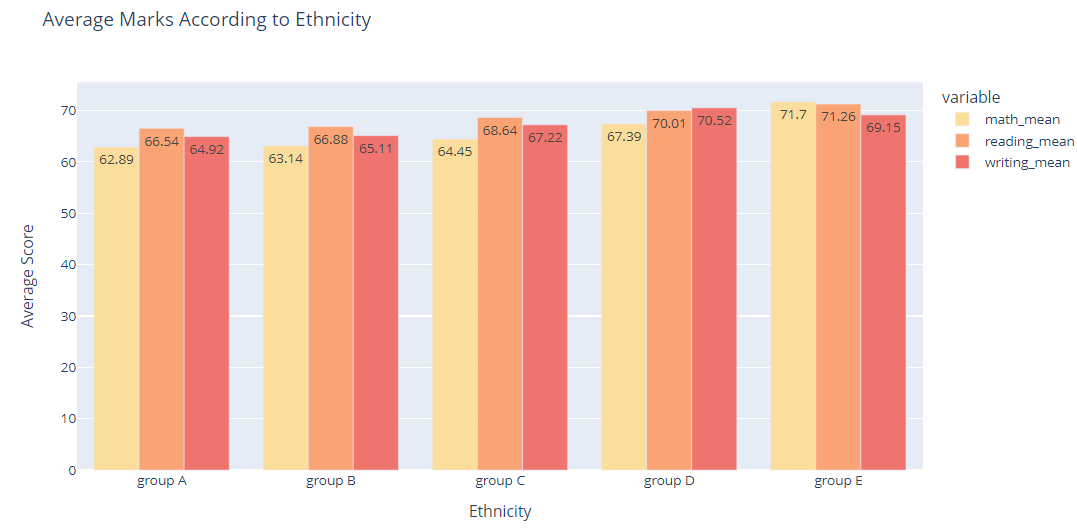 Average Marks According to Ethnicity
variable
math_mean
reading_mean
writing_mean
Average Score
70
60
50
40
30
20
10
0
62.89
66.54
64.92
63.14
66.88
65.11
64.45
68.64
67.22
67.39
70.01
70.52
71.7
71.26
69.15
group A
group B
group C
group D
group E
Ethnicity